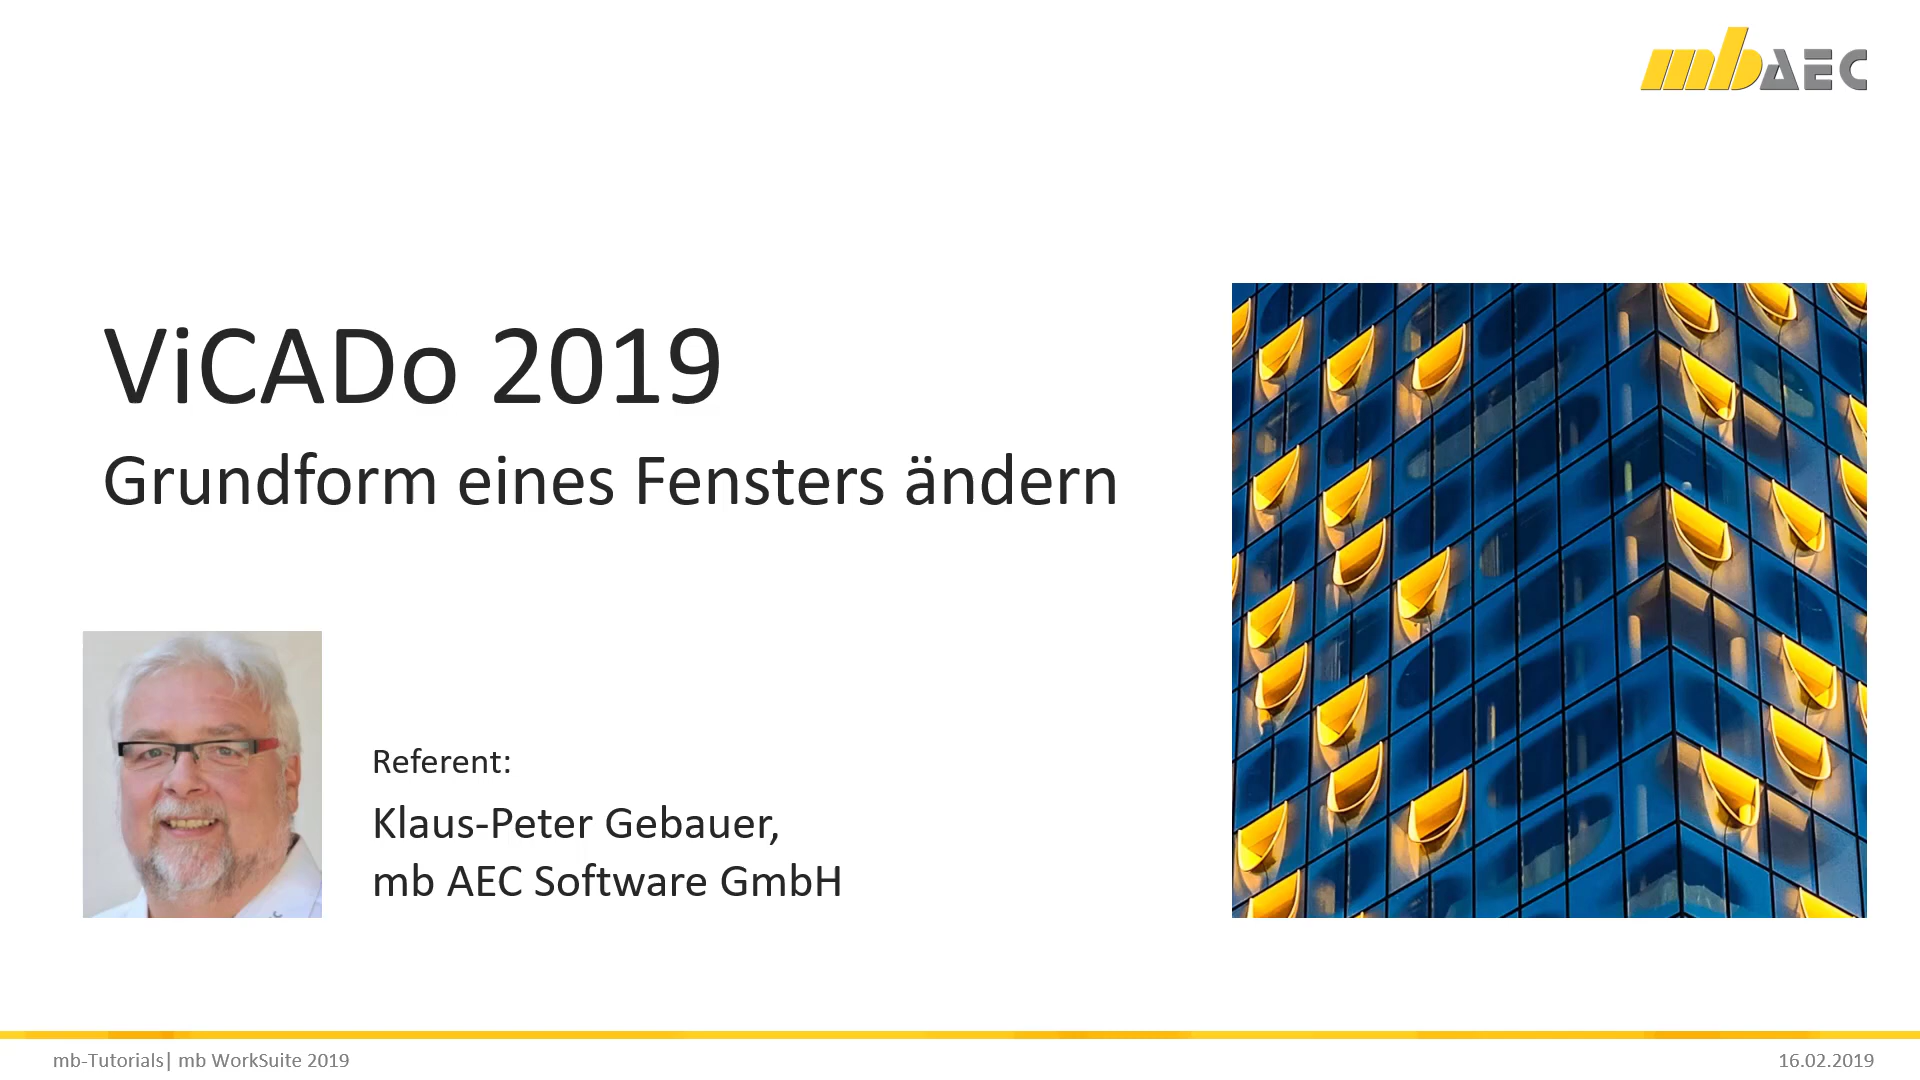 mbAEC
ViCADo 2019
Grundform eines Fensters ändern
Referent:
Klaus-Peter Gebauer,
mb AEC Software GmbH
mb-Tutorials| mb WorkSuite 2019
16.02.2019